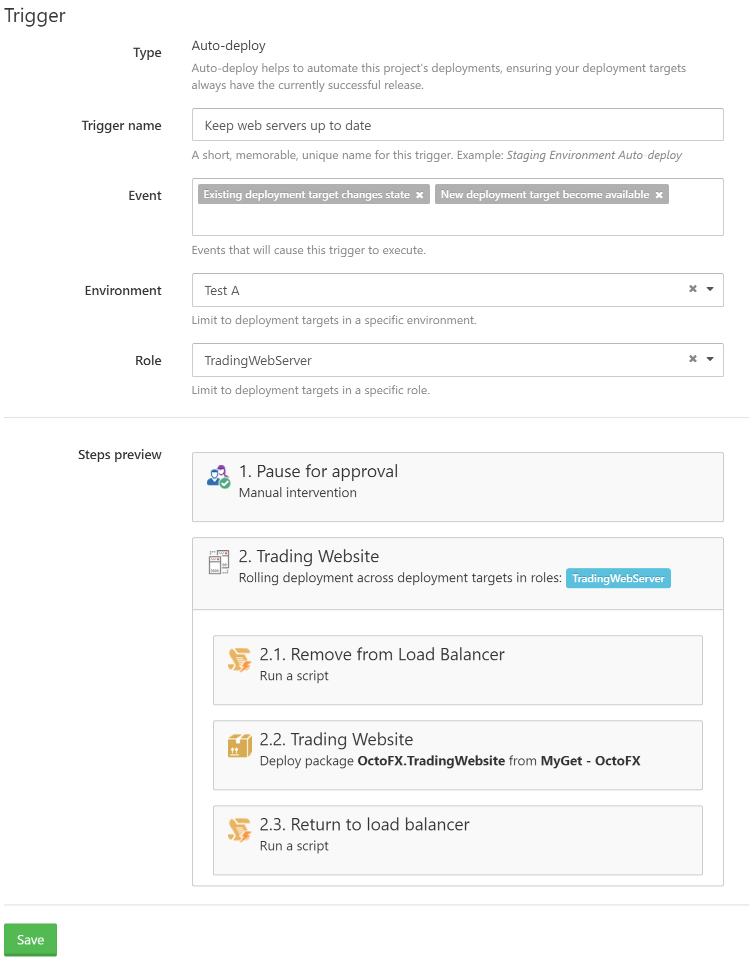 Trigger
Type
Auto-deploy
Auto-deploy helps to automate this project's deployments, ensuring your deployment targets
always have the currently successful release.
Trigger name
Keep web servers up to date
A short, memorable, unique name for this trigger. Example: Staging Environment Auto-deploy
Event
Existing deployment target changes state × New deployment target become available ×
Events that will cause this trigger to execute.
Environment
Test A
Limit to deployment targets in a specific environment.
Role
TradingWebServer
Limit to deployment targets in a specific role.
Steps preview
1. Pause for approval
Manual intervention
2. Trading Website
Rolling deployment across deployment targets in roles: TradingWebServer
2.1. Remove from Load Balancer
Run a script
2.2. Trading Website
Deploy package OctoFX.TradingWebsite from MyGet - OctoFX
2.3. Return to load balancer
Run a script
Save